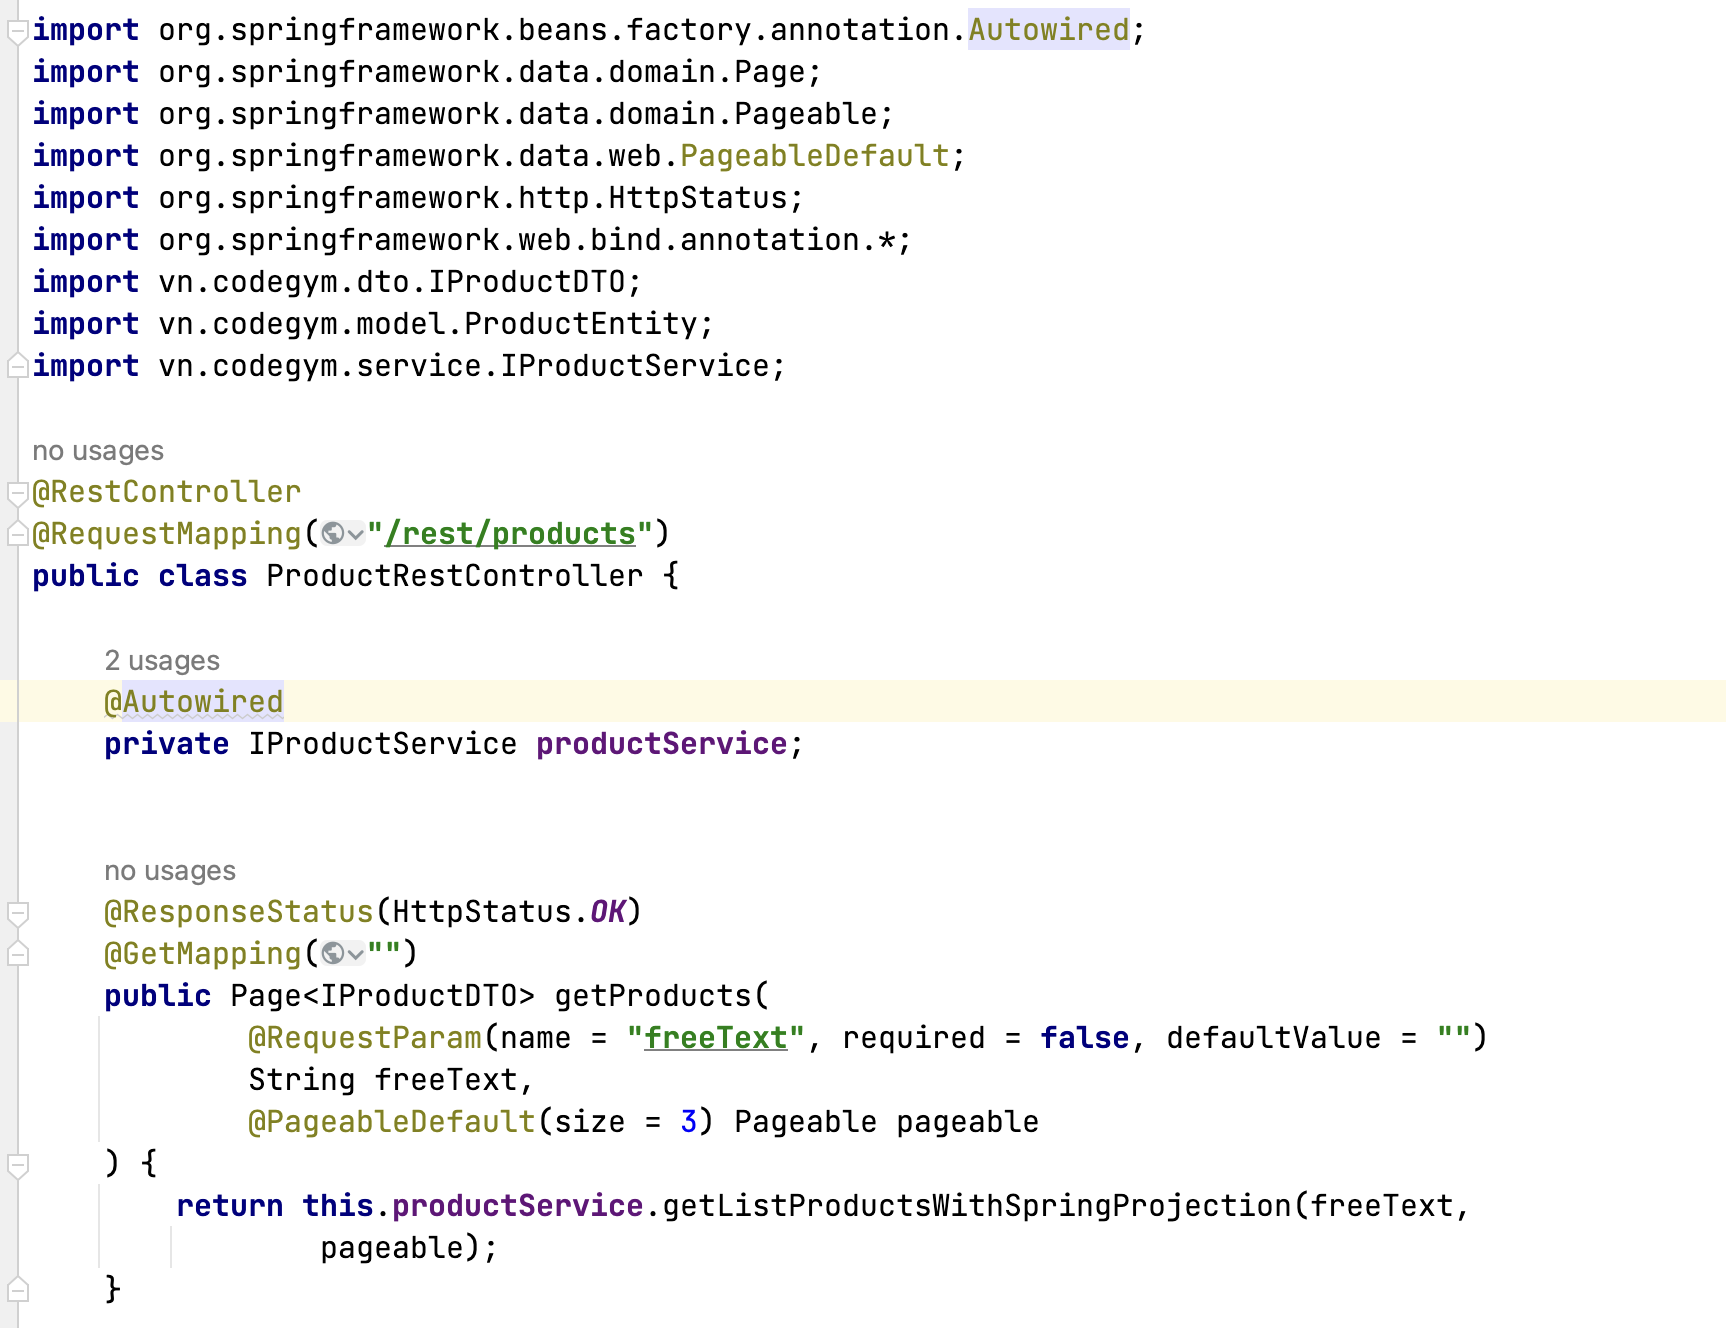 import org.springframework.beans.factory.annotation.Autowired;
import org.springframework.data.domain.Page;
import org.springframework.data.domain.Pageable;
import org.springframework.data.web.PageableDefault;
import org.springframework.http.HttpStatus;
import org.springframework.web.bind.annotation.*;
import vn.codegym.dto.IProductDTO;
import vn.codegym.model.ProductEntity;
import vn.codegym.service.IProductService;
no usages
@RestController
@RequestMapping("/rest/products")
public class ProductRestController {
2 usages
@Autowired
private IProductService productService;
no usages
@ResponseStatus(HttpStatus.OK)
@GetMapping("")
public Page<IProductDTO> getProducts(
@RequestParam(name = "freeText", required = false, defaultValue = "")
String freeText,
@PageableDefault(size = 3) Pageable pageable
) {
return this.productService.getListProductsWithSpringProjection(freeText,
pageable);
}